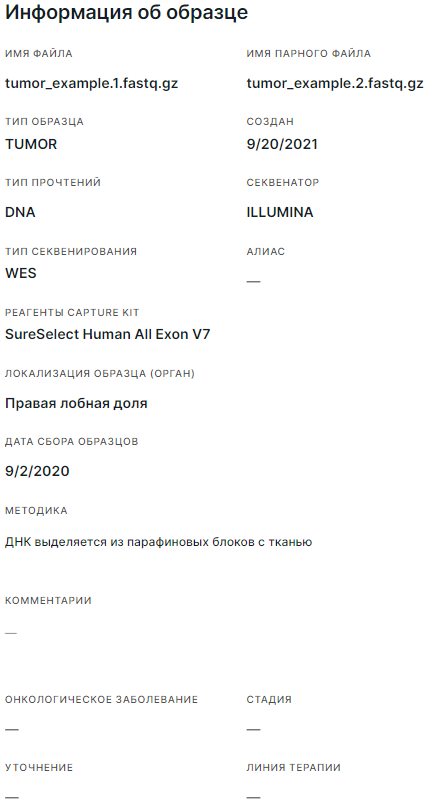 Информация об образце
ИМЯ ФАЙЛА ИМЯ ПАРНОГО ФАЙЛА
tumor_example.1.fastq.gz tumor_example.2.fastq.gz
ТИП ОБРАЗЦА СОЗДАН
TUMOR 9/20/2021
ТИП ПРОЧТЕНИЙ СЕКВЕНАТОР
DNA ILLUMINA
ТИП СЕКВЕНИРОВАНИЯ АЛИАС
WES —
РЕАГЕНТЫ CAPTURE KIT
SureSelect Human All Exon V7
ЛОКАЛИЗАЦИЯ ОБРАЗЦА (ОРГАН)
Правая лобная доля
ДАТА СБОРА ОБРАЗЦОВ
9/2/2020
МЕТОДИКА
ДНК выделяется из парафиновых блоков с тканью
КОММЕНТАРИИ
—
ОНКОЛОГИЧЕСКОЕ ЗАБОЛЕВАНИЕ СТАДИЯ
— —
УТОЧНЕНИЕ ЛИНИЯ ТЕРАПИИ
— —